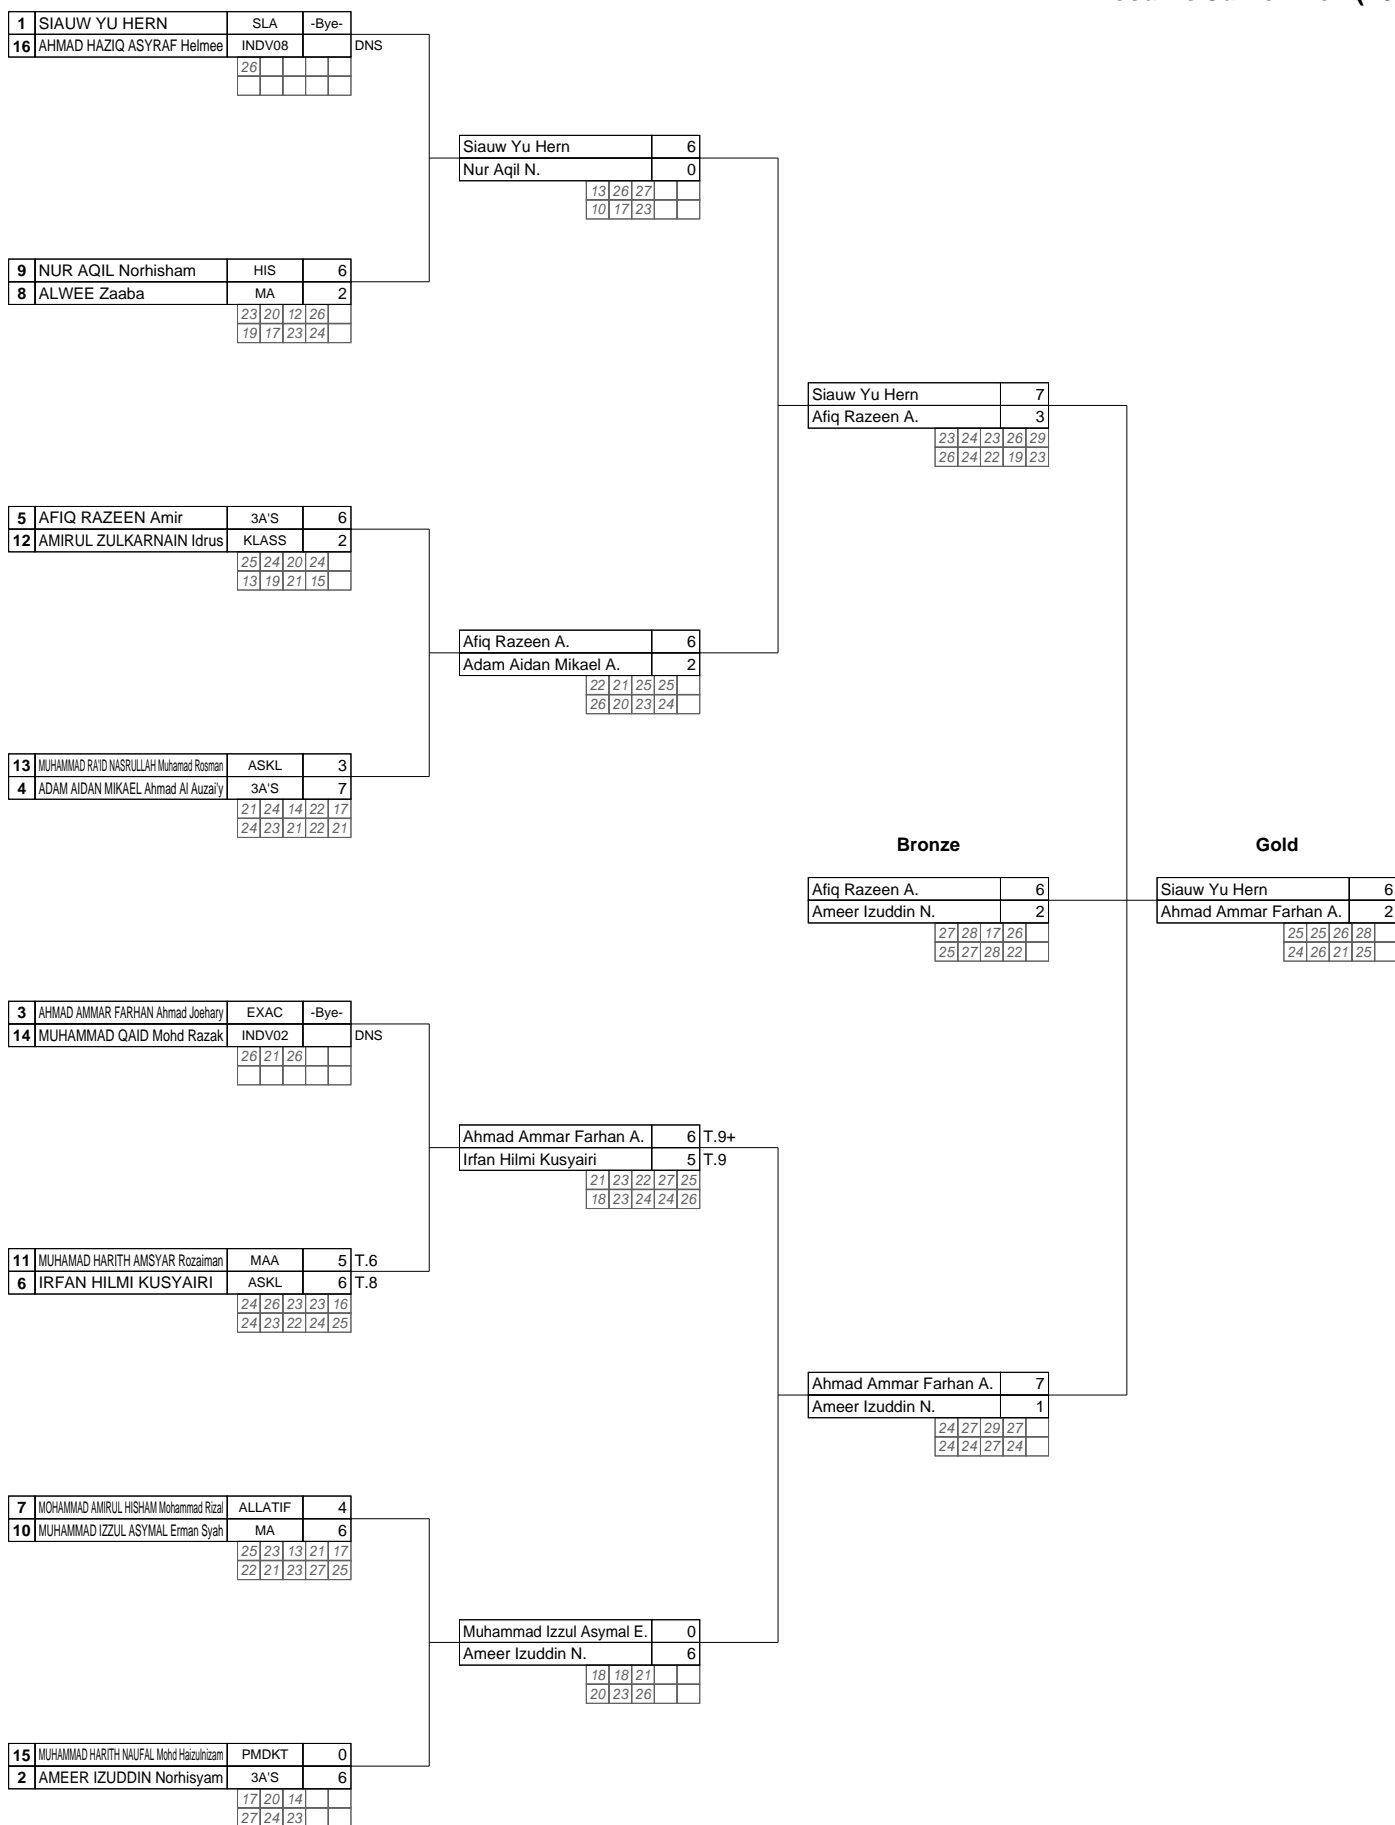 1 SIAUW YU HERN SLA -Bye-
16 AHMAD HAZIQ ASYRAF Helmee INDV08 DNS
26
Siauw Yu Hern 6
Nur Aqil N. 0
13 26 27
10 17 23
9 NUR AQIL Norhisham HIS 6
8 ALWEE Zaaba MA 2
23 20 12 26
19 17 23 24
Siauw Yu Hern 7
Afiq Razeen A. 3
23 24 23 26 29
26 24 22 19 23
5 AFIQ RAZEEN Amir 3A'S 6
12 AMIRUL ZULKARNAIN Idrus KLASS 2
25 24 20 24
13 19 21 15
Afiq Razeen A. 6
Adam Aidan Mikael A. 2
22 21 25 25
26 20 23 24
13 MUHAMMAD RA'ID NASRULLAH Muhamad Rosman ASKL 3
4 ADAM AIDAN MIKAEL Ahmad Al Auzai'y 3A'S 7
21 24 14 22 17
24 23 21 22 21
Bronze Gold
Afiq Razeen A. 6 Siauw Yu Hern 6
Ameer Izuddin N. 2 Ahmad Ammar Farhan A. 2
27 28 17 26 25 25 26 28
25 27 28 22 24 26 21 25
3 AHMAD AMMAR FARHAN Ahmad Joehary EXAC -Bye-
14 MUHAMMAD QAID Mohd Razak INDV02 DNS
26 21 26
Ahmad Ammar Farhan A. 6 T.9+
Irfan Hilmi Kusyairi 5 T.9
21 23 22 27 25
18 23 24 24 26
11 MUHAMAD HARITH AMSYAR Rozaiman MAA 5 T.6
6 IRFAN HILMI KUSYAIRI ASKL 6 T.8
24 26 23 23 16
24 23 22 24 25
Ahmad Ammar Farhan A. 7
Ameer Izuddin N. 1
24 27 29 27
24 24 27 24
7 MOHAMMAD AMIRUL HISHAM Mohammad Rizal ALLATIF 4
10 MUHAMMAD IZZUL ASYMAL Erman Syah MA 6
25 23 13 21 17
22 21 23 27 25
Muhammad Izzul Asymal E. 0
Ameer Izuddin N. 6
18 18 21
20 23 26
15 MUHAMMAD HARITH NAUFAL Mohd Haizulnizam PMDKT 0
2 AMEER IZUDDIN Norhisyam 3A'S 6
17 20 14
27 24 23